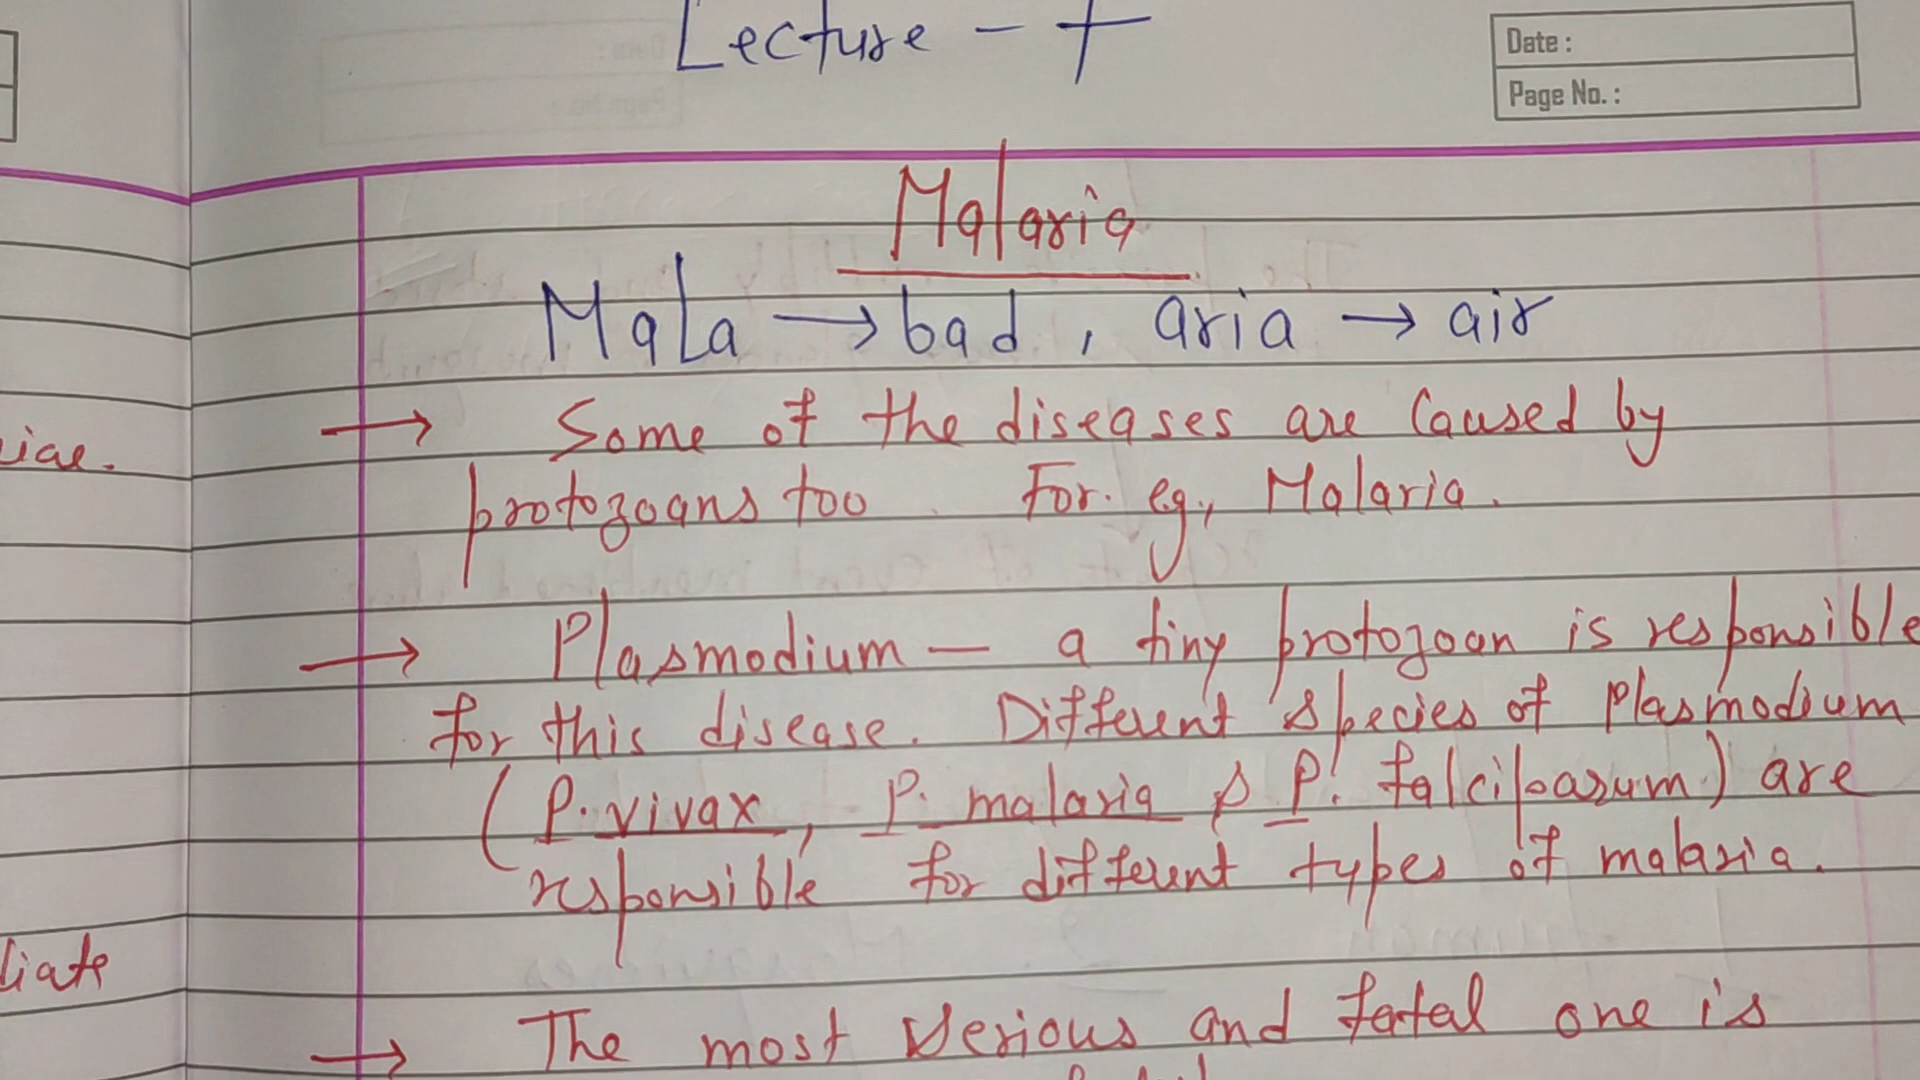 Lecture - 7
Date :
Page No. :
Malaria
Mala → bad, aria → air
→ Some of the diseases are caused by
protozoans too. For. eg., Malaria.
→ Plasmodium — a tiny protozoan is responsible
for this disease. Different species of Plasmodium
(P. vivax, P. malaria & P. falciparum) are
responsible for different types of malaria.
→ The most serious and fatal one is